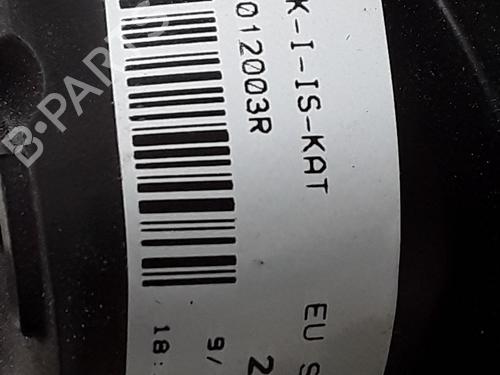 K-I-IS-KAT EU S
012003R
2
9/
18:
B-PARTS